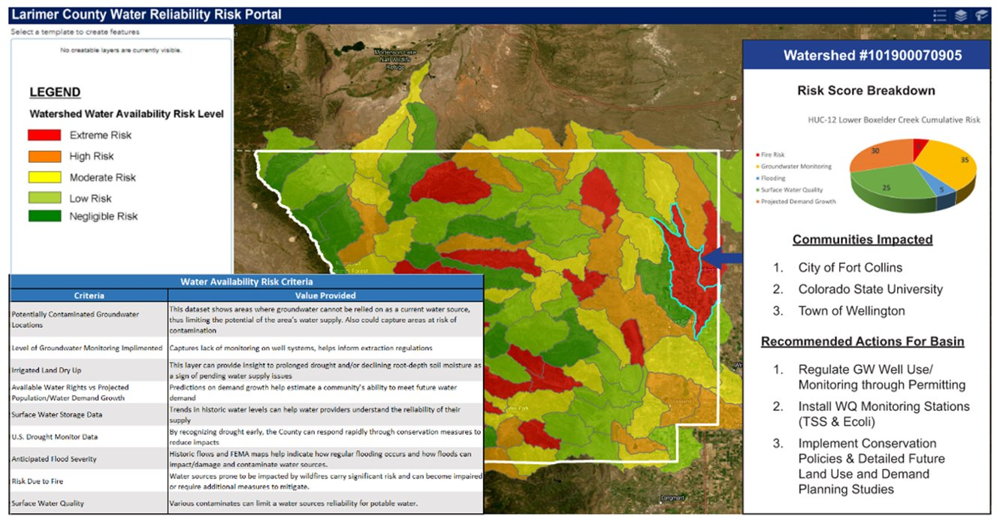 Larimer County Water Reliability Risk Portal
Select a template to create features
No creatable layers are currently visible.
LEGEND
Watershed Water Availability Risk Level
Extreme Risk
High Risk
Moderate Risk
Low Risk
Negligible Risk
Mortenson Lake
Natl Wildlife
Refuge
Fort Collins
Loveland
Longmont
Water Availability Risk Criteria
Criteria
Value Provided
Potentially Contaminated Groundwater
Locations
This dataset shows areas where groundwater cannot be relied on as a current water source,
thus limiting the potential of the area's water supply. Also could capture areas at risk of
contamination
Level of Groundwater Monitoring Implimented
Captures lack of monitoring on well systems, helps inform extraction regulations
Irrigated Land Dry Up
This layer can provide insight to prolonged drought and/or declining root-depth soil moisture as
a sign of pending water supply issues
Available Water Rights vs Projected
Population/Water Demand Growth
Predictions on demand growth help estimate a community's ability to meet future water
demand
Surface Water Storage Data
Trends in historic water levels can help water providers understand the reliability of their
supply
U.S. Drought Monitor Data
By recognizing drought early, the County can respond rapidly through conservation measures to
reduce impacts
Anticipated Flood Severity
Historic flows and FEMA maps help indicate how regular flooding occurs and how floods can
impact/damage and contaminate water sources.
Risk Due to Fire
Water sources prone to be impacted by wildfires carry significant risk and can become impaired
or require additional measures to mitigate.
Surface Water Quality
Various contaminates can limit a water sources reliability for potable water.
Watershed #101900070905
Risk Score Breakdown
HUC-12 Lower Boxelder Creek Cumulative Risk
Fire Risk
Groundwater Monitoring
Flooding
Surface Water Quality
Projected Demand Growth
30
35
25
5
Communities Impacted
1. City of Fort Collins
2. Colorado State University
3. Town of Wellington
Recommended Actions For Basin
1. Regulate GW Well Use/
Monitoring through Permitting
2. Install WQ Monitoring Stations
(TSS & Ecoli)
3. Implement Conservation
Policies & Detailed Future
Land Use and Demand
Planning Studies